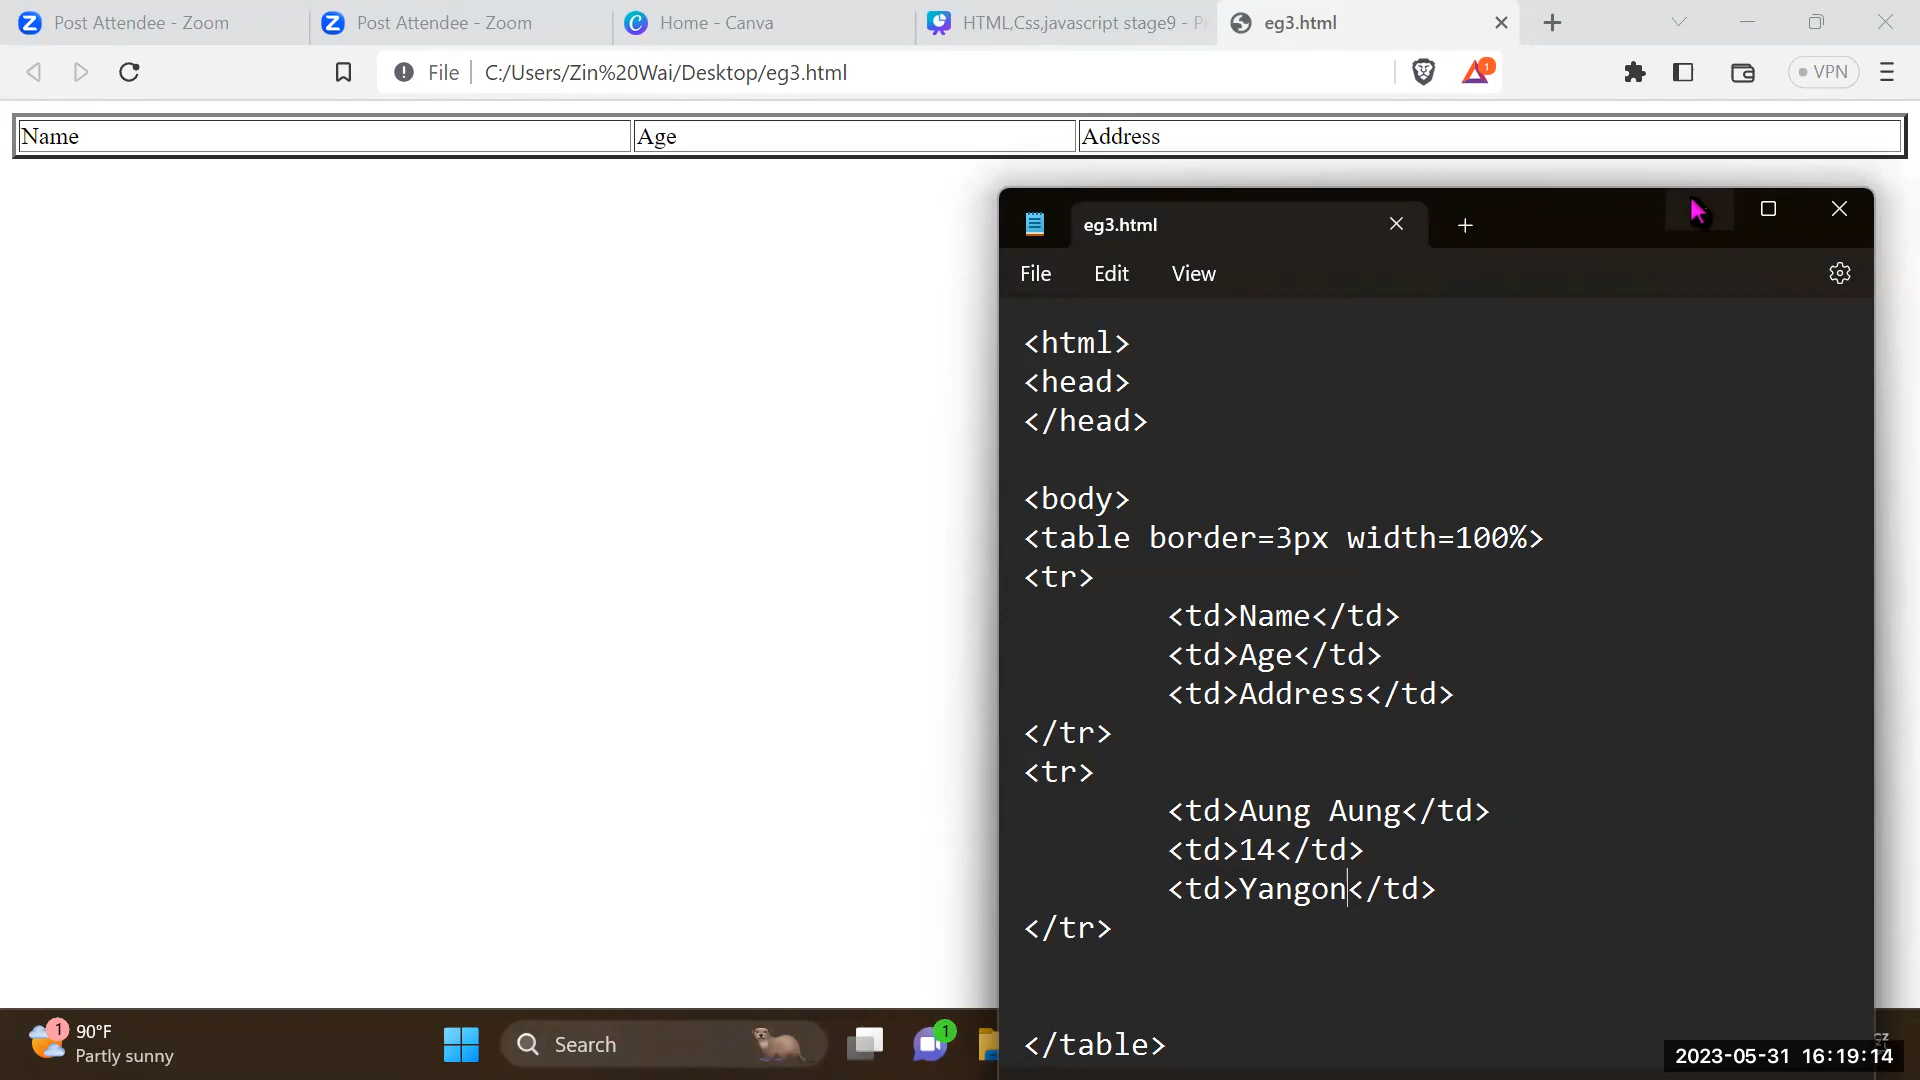 Post Attendee - Zoom
Post Attendee - Zoom
Home - Canva
HTML,Css,javascript stage9 - P
eg3.html
File
C:/Users/Zin%20Wai/Desktop/eg3.html
1
VPN
Name
Age
Address
eg3.html
File
Edit
View
<html>
<head>
</head>
<body>
<table border=3px width=100%>
<tr>
<td>Name</td>
<td>Age</td>
<td>Address</td>
</tr>
<tr>
<td>Aung Aung</td>
<td>14</td>
<td>Yangon</td>
</tr>
</table>
1
90°F
Partly sunny
Search
1
2023-05-31 16:19:14